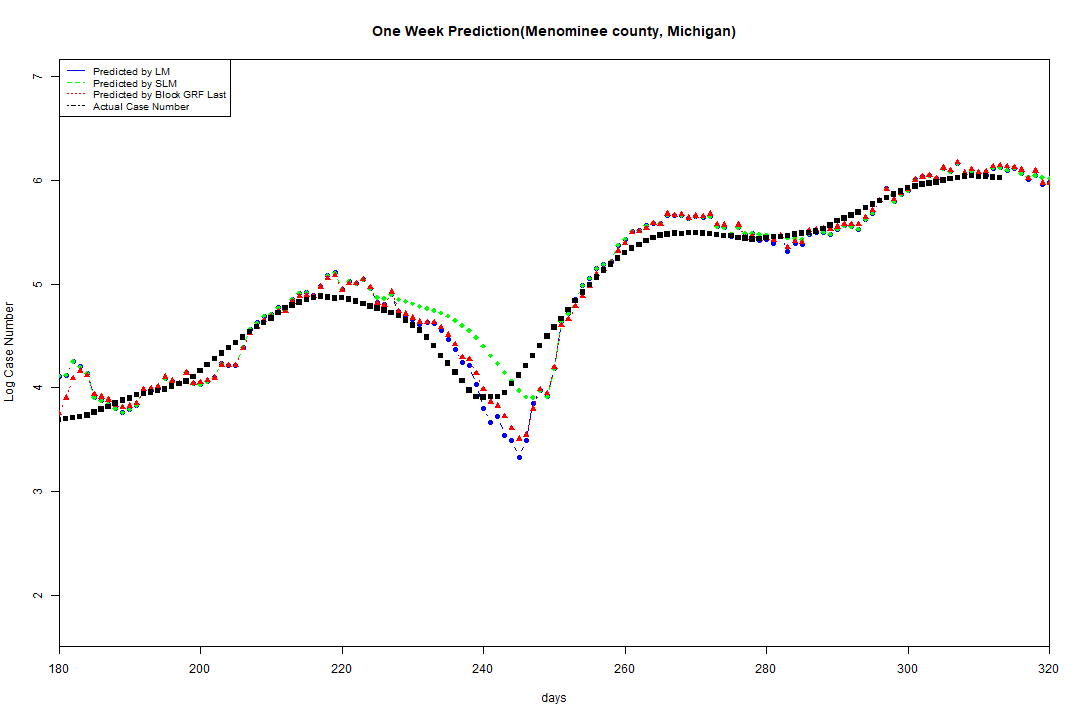 One Week Prediction(Menominee county, Michigan)
Predicted by LM
Predicted by SLM
Predicted by Block GRF Last
Actual Case Number
7
6
5
4
3
2
Log Case Number
180 200 220 240 260 280 300 320
days